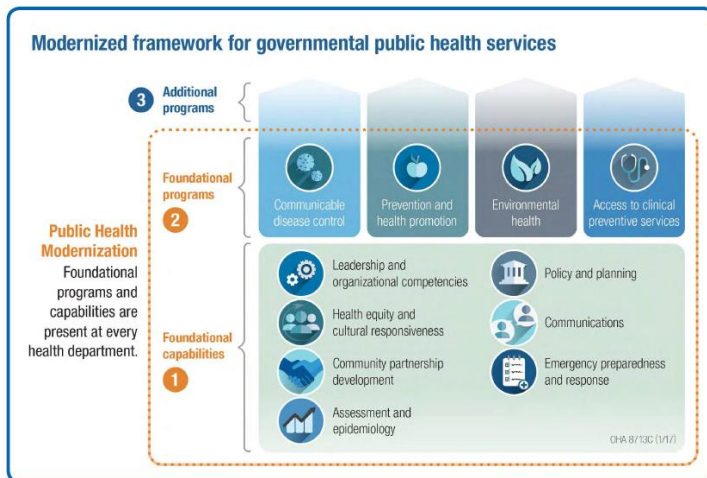 Modernized framework for governmental public health services
3
Additional
programs
Foundational
programs
2
Communicable
disease control
Prevention and
health promotion
Environmental
health
Access to clinical
preventive services
Public Health
Modernization
Foundational
programs and
capabilities are
present at every
health department.
Foundational
capabilities
1
Leadership and
organizational competencies
Health equity and
cultural responsiveness
Community partnership
development
Assessment and
epidemiology
Policy and planning
Communications
Emergency preparedness
and response
OHA 8713C (1/17)